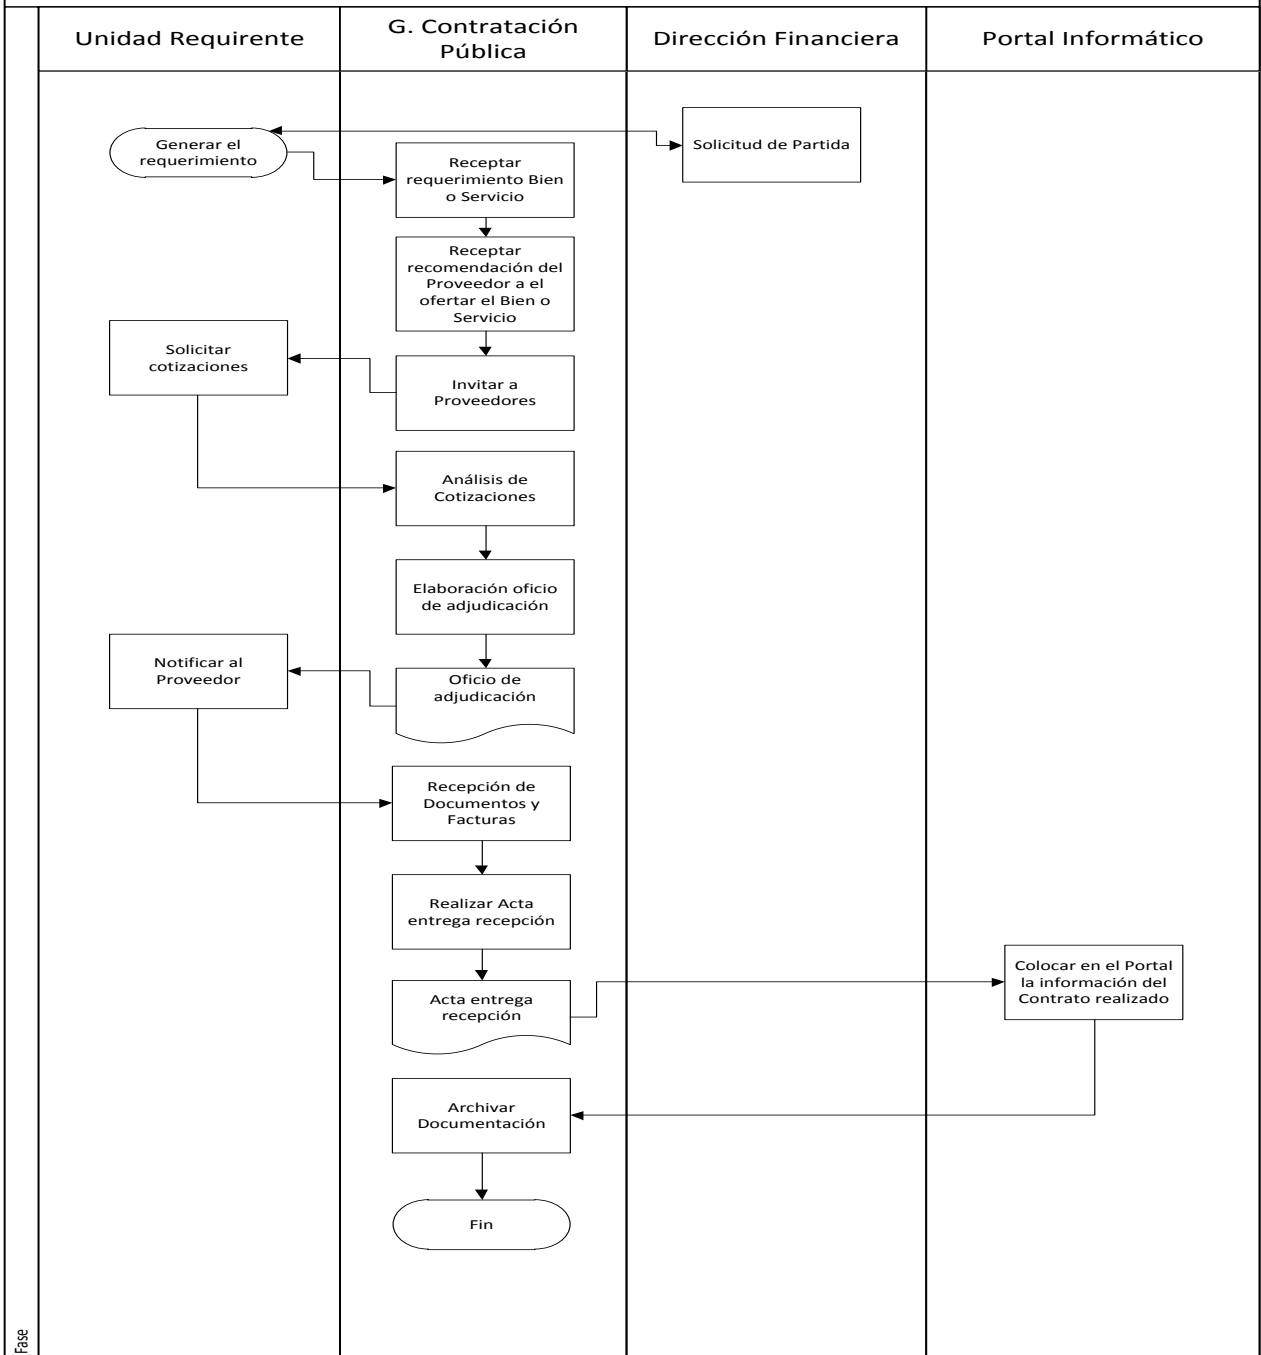 Unidad Requirente
G. Contratación
Pública
Dirección Financiera
Portal Informático
Generar el
requerimiento
Solicitud de Partida
Receptar
requerimiento Bien
o Servicio
Receptar
recomendación del
Proveedor a el
ofertar el Bien o
Servicio
Solicitar
cotizaciones
Invitar a
Proveedores
Análisis de
Cotizaciones
Elaboración oficio
de adjudicación
Notificar al
Proveedor
Oficio de
adjudicación
Recepción de
Documentos y
Facturas
Realizar Acta
entrega recepción
Colocar en el Portal
la información del
Contrato realizado
Acta entrega
recepción
Archivar
Documentación
Fin
Fase